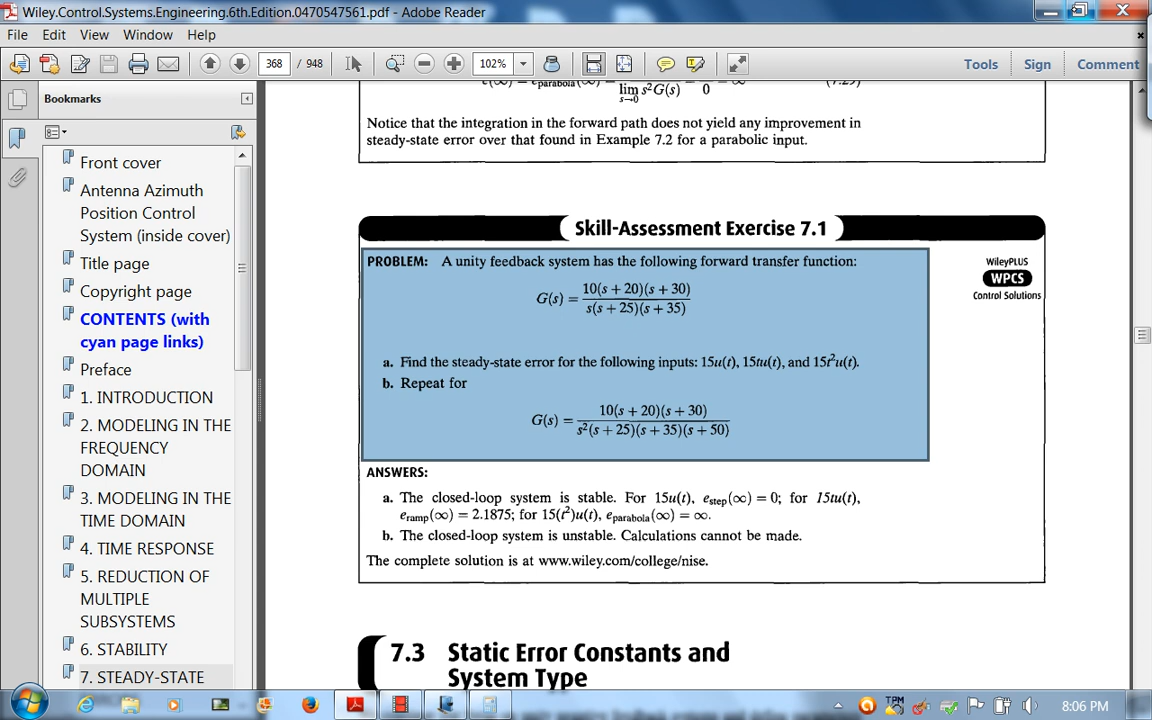 Wiley.Control.Systems.Engineering.6th.Edition.0470547561.pdf - Adobe Reader
File Edit View Window Help
368 / 948 102% Tools Sign Comment
Bookmarks
Front cover
Antenna Azimuth
Position Control
System (inside cover)
Title page
Copyright page
CONTENTS (with
cyan page links)
Preface
1. INTRODUCTION
2. MODELING IN THE
FREQUENCY
DOMAIN
3. MODELING IN THE
TIME DOMAIN
4. TIME RESPONSE
5. REDUCTION OF
MULTIPLE
SUBSYSTEMS
6. STABILITY
7. STEADY-STATE
lim s²G(s) 0
s→0
Notice that the integration in the forward path does not yield any improvement in
steady-state error over that found in Example 7.2 for a parabolic input.
Skill-Assessment Exercise 7.1
PROBLEM: A unity feedback system has the following forward transfer function:
G(s) = 10(s + 20)(s + 30) / s(s + 25)(s + 35)
a. Find the steady-state error for the following inputs: 15u(t), 15tu(t), and 15t²u(t).
b. Repeat for
G(s) = 10(s + 20)(s + 30) / s²(s + 25)(s + 35)(s + 50)
WileyPLUS
WPCS
Control Solutions
ANSWERS:
a. The closed-loop system is stable. For 15u(t), e_step(∞) = 0; for 15tu(t),
e_ramp(∞) = 2.1875; for 15(t²)u(t), e_parabola(∞) = ∞.
b. The closed-loop system is unstable. Calculations cannot be made.
The complete solution is at www.wiley.com/college/nise.
7.3 Static Error Constants and
System Type
8:06 PM